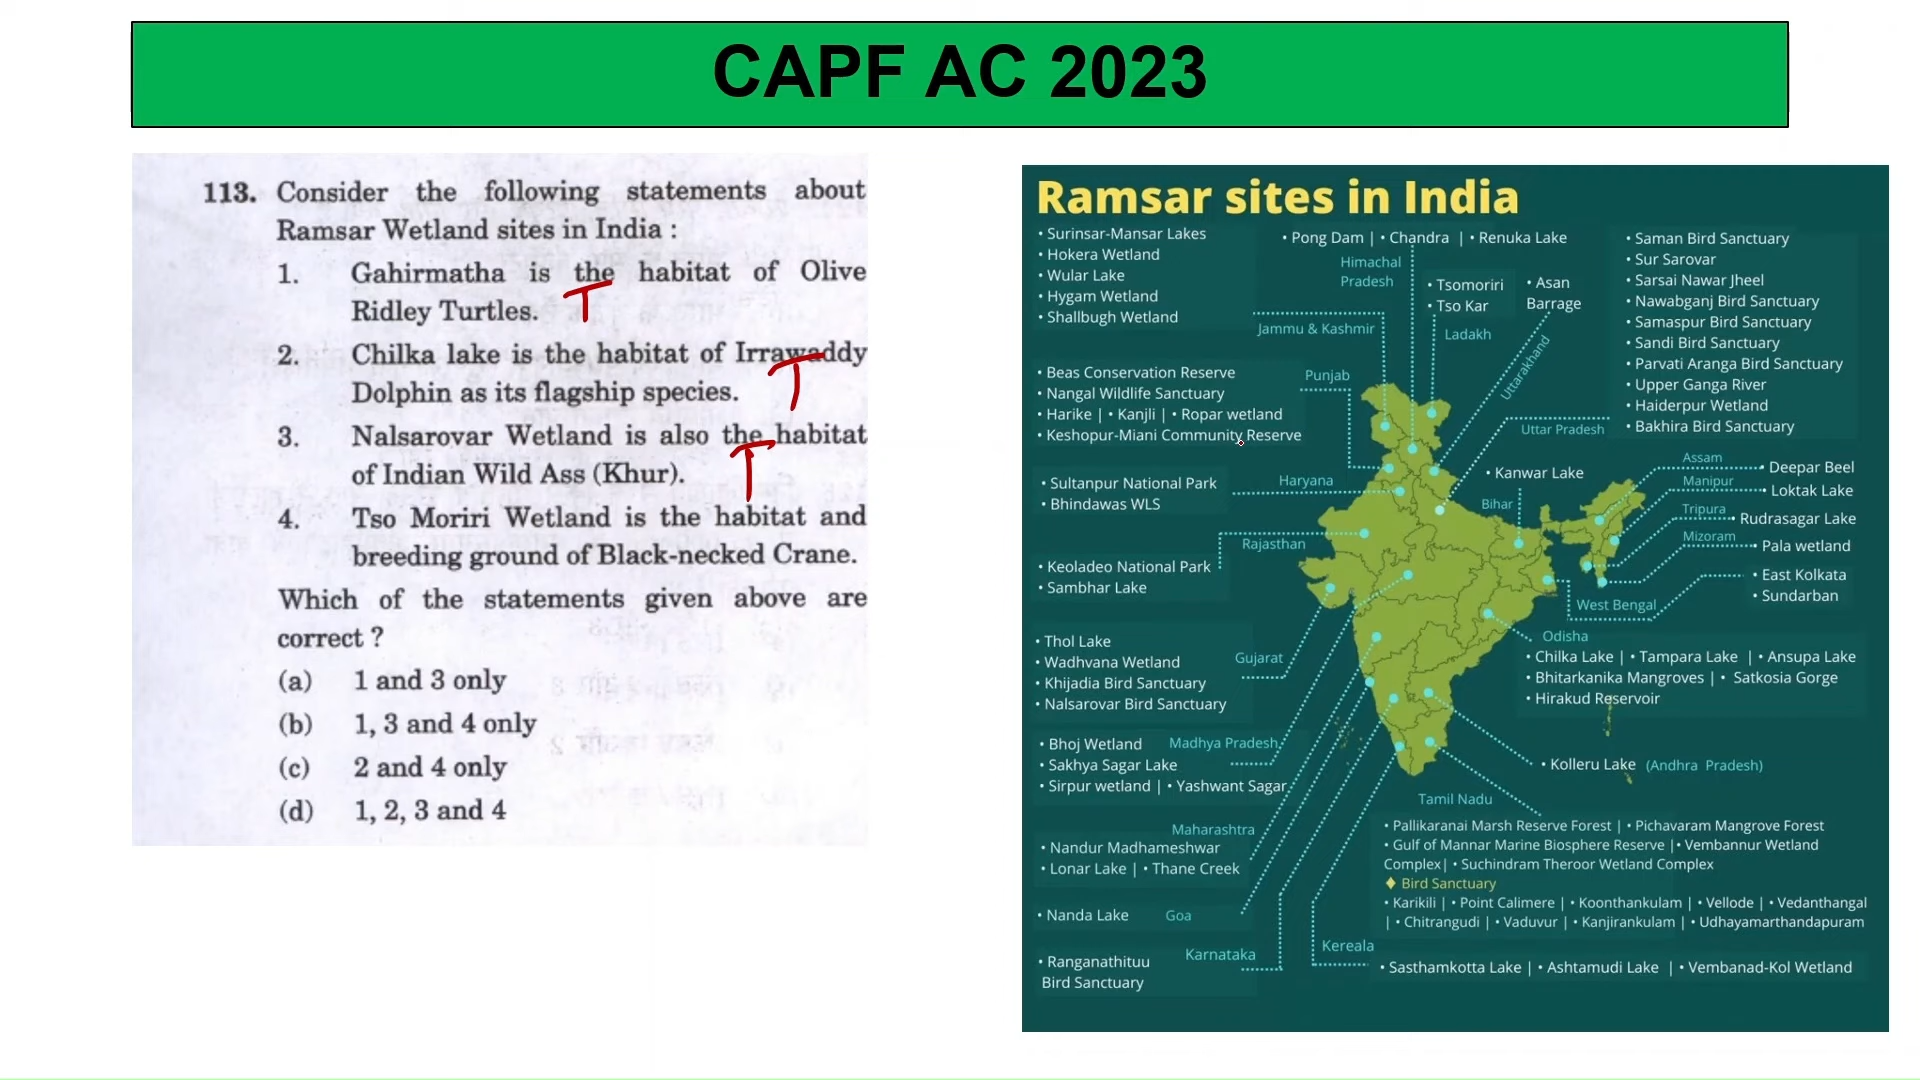 CAPF AC 2023
113. Consider the following statements about
Ramsar Wetland sites in India :
1. Gahirmatha is the habitat of Olive
Ridley Turtles.
T
2. Chilka lake is the habitat of Irrawaddy
Dolphin as its flagship species.
T
3. Nalsarovar Wetland is also the habitat
of Indian Wild Ass (Khur).
T
4. Tso Moriri Wetland is the habitat and
breeding ground of Black-necked Crane.
Which of the statements given above are
correct ?
(a) 1 and 3 only
(b) 1, 3 and 4 only
(c) 2 and 4 only
(d) 1, 2, 3 and 4
Ramsar sites in India
• Surinsar-Mansar Lakes
• Hokera Wetland
• Wular Lake
• Hygam Wetland
• Shallbugh Wetland
Jammu & Kashmir
• Pong Dam | • Chandra | • Renuka Lake
Himachal
Pradesh
• Tsomoriri
• Tso Kar
Ladakh
• Asan
Barrage
Uttarakhand
• Saman Bird Sanctuary
• Sur Sarovar
• Sarsai Nawar Jheel
• Nawabganj Bird Sanctuary
• Samaspur Bird Sanctuary
• Sandi Bird Sanctuary
• Parvati Aranga Bird Sanctuary
• Upper Ganga River
• Haiderpur Wetland
• Bakhira Bird Sanctuary
Uttar Pradesh
• Beas Conservation Reserve
• Nangal Wildlife Sanctuary
• Harike | • Kanjli | • Ropar wetland
• Keshopur-Miani Community Reserve
Punjab
• Sultanpur National Park
• Bhindawas WLS
Haryana
• Kanwar Lake
Bihar
Assam
• Deepar Beel
Manipur
• Loktak Lake
Tripura
• Rudrasagar Lake
Mizoram
• Pala wetland
• East Kolkata
• Sundarban
West Bengal
Rajasthan
• Keoladeo National Park
• Sambhar Lake
• Thol Lake
• Wadhvana Wetland
• Khijadia Bird Sanctuary
• Nalsarovar Bird Sanctuary
Gujarat
Odisha
• Chilka Lake | • Tampara Lake | • Ansupa Lake
• Bhitarkanika Mangroves | • Satkosia Gorge
• Hirakud Reservoir
• Bhoj Wetland
• Sakhya Sagar Lake
• Sirpur wetland | • Yashwant Sagar
Madhya Pradesh
• Kolleru Lake (Andhra Pradesh)
Maharashtra
• Nandur Madhameshwar
• Lonar Lake | • Thane Creek
Tamil Nadu
• Pallikaranai Marsh Reserve Forest | • Pichavaram Mangrove Forest
• Gulf of Mannar Marine Biosphere Reserve |• Vembannur Wetland
Complex| • Suchindram Theroor Wetland Complex
♦ Bird Sanctuary
• Karikili | • Point Calimere | • Koonthankulam | • Vellode | • Vedanthangal
| • Chitrangudi | • Vaduvur | • Kanjirankulam | • Udhayamarthandapuram
• Nanda Lake Goa
• Ranganathituu
Bird Sanctuary
Karnataka
Kereala
• Sasthamkotta Lake | • Ashtamudi Lake | • Vembanad-Kol Wetland